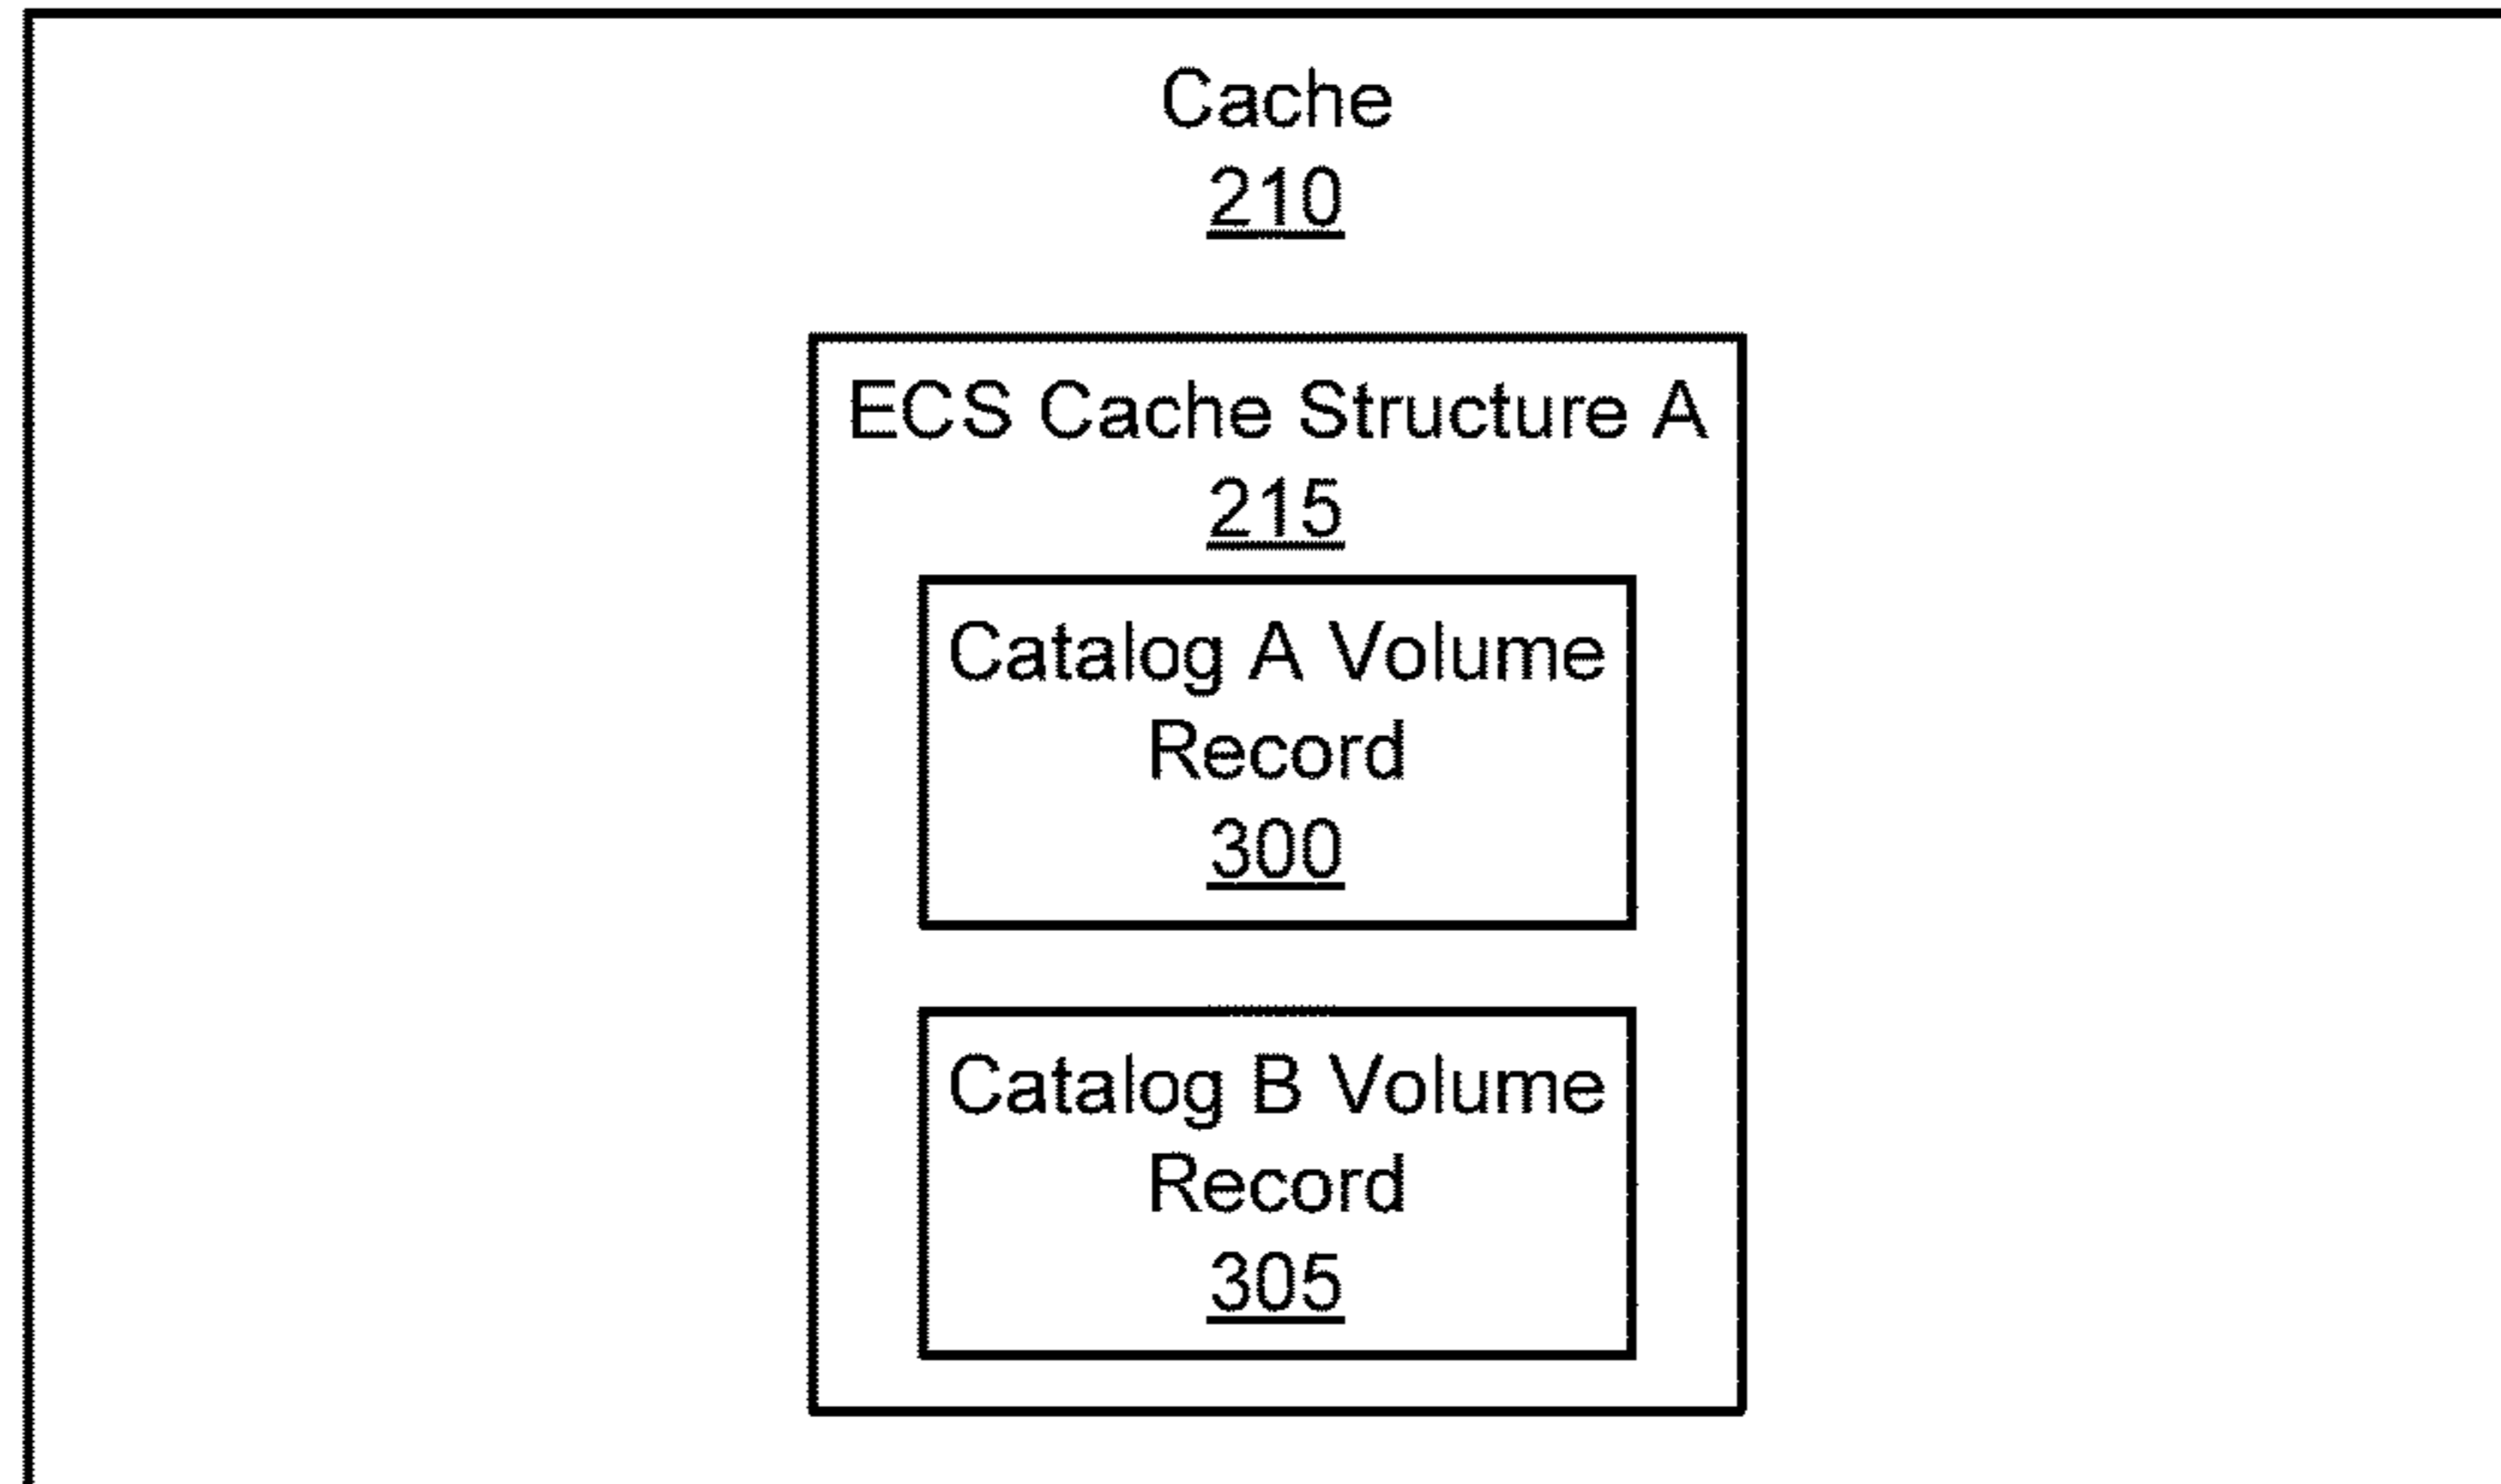 Cache
210
ECS Cache Structure A
215
Catalog A Volume
Record
300
Catalog B Volume
Record
305